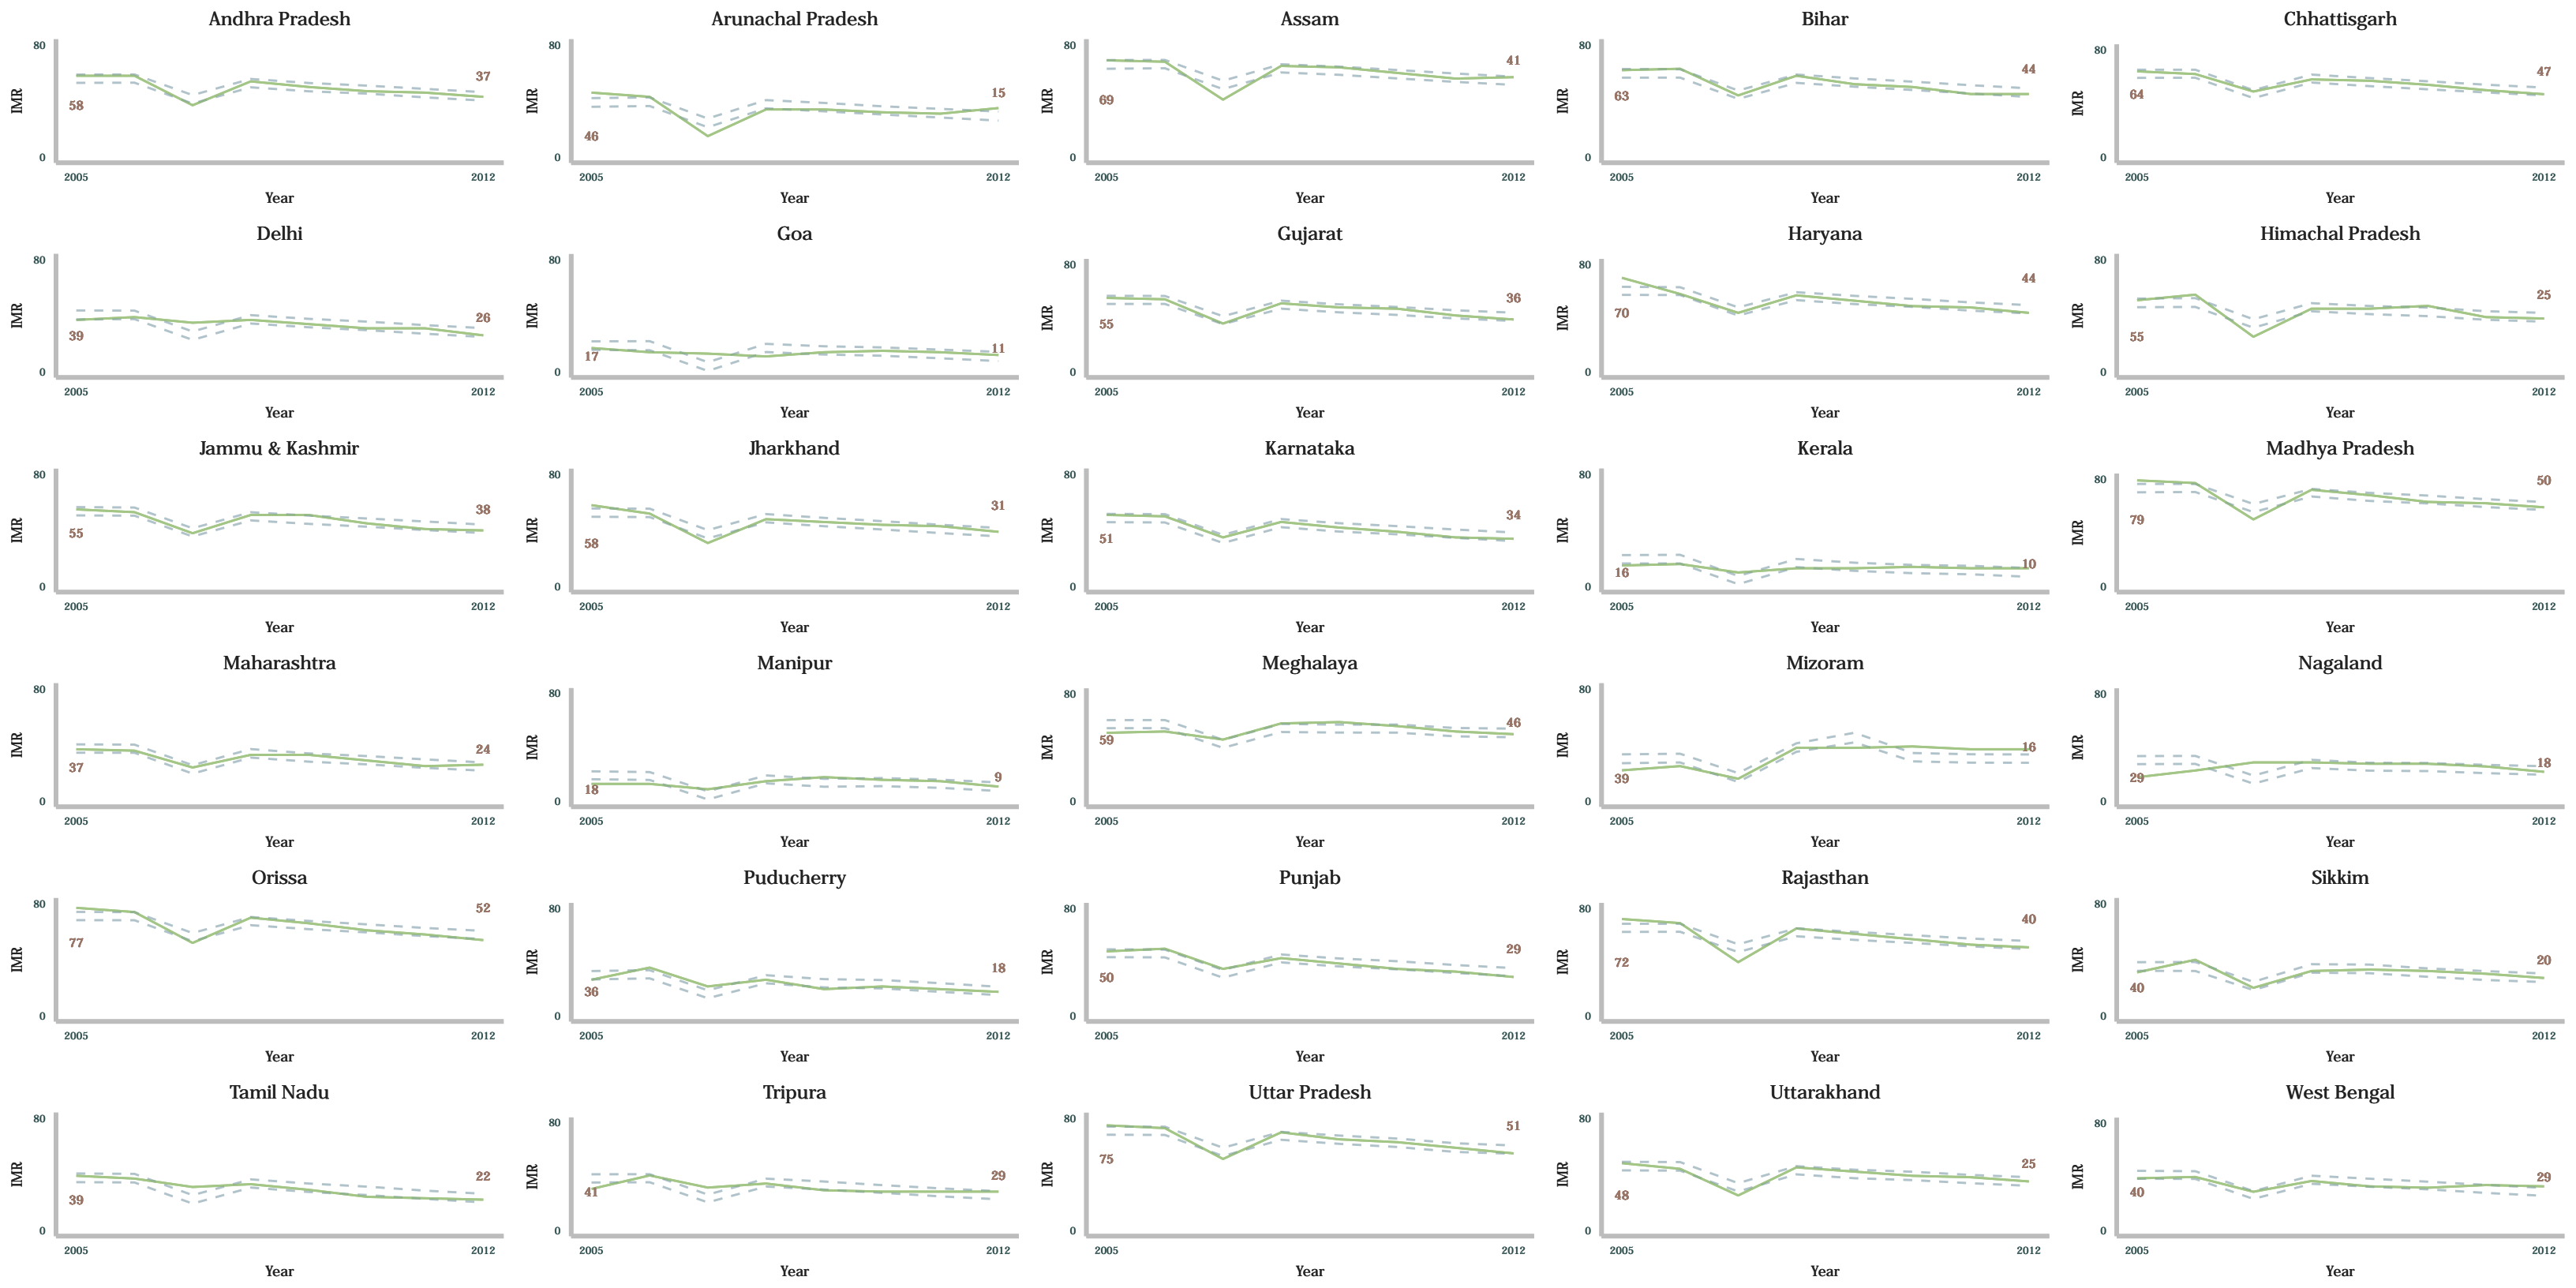 Andhra Pradesh
80
37
58
IMR
0
2005
2012
Year
Arunachal Pradesh
80
15
46
IMR
0
2005
2012
Year
Assam
80
41
69
IMR
0
2005
2012
Year
Bihar
80
44
63
IMR
0
2005
2012
Year
Chhattisgarh
80
47
64
IMR
0
2005
2012
Year
Delhi
80
26
39
IMR
0
2005
2012
Year
Goa
80
11
17
IMR
0
2005
2012
Year
Gujarat
80
36
55
IMR
0
2005
2012
Year
Haryana
80
44
70
IMR
0
2005
2012
Year
Himachal Pradesh
80
25
55
IMR
0
2005
2012
Year
Jammu & Kashmir
80
38
55
IMR
0
2005
2012
Year
Jharkhand
80
31
58
IMR
0
2005
2012
Year
Karnataka
80
34
51
IMR
0
2005
2012
Year
Kerala
80
10
16
IMR
0
2005
2012
Year
Madhya Pradesh
80
50
79
IMR
0
2005
2012
Year
Maharashtra
80
24
37
IMR
0
2005
2012
Year
Manipur
80
9
18
IMR
0
2005
2012
Year
Meghalaya
80
46
59
IMR
0
2005
2012
Year
Mizoram
80
16
39
IMR
0
2005
2012
Year
Nagaland
80
18
29
IMR
0
2005
2012
Year
Orissa
80
52
77
IMR
0
2005
2012
Year
Puducherry
80
18
36
IMR
0
2005
2012
Year
Punjab
80
29
50
IMR
0
2005
2012
Year
Rajasthan
80
40
72
IMR
0
2005
2012
Year
Sikkim
80
20
40
IMR
0
2005
2012
Year
Tamil Nadu
80
22
39
IMR
0
2005
2012
Year
Tripura
80
29
41
IMR
0
2005
2012
Year
Uttar Pradesh
80
51
75
IMR
0
2005
2012
Year
Uttarakhand
80
25
48
IMR
0
2005
2012
Year
West Bengal
80
29
40
IMR
0
2005
2012
Year